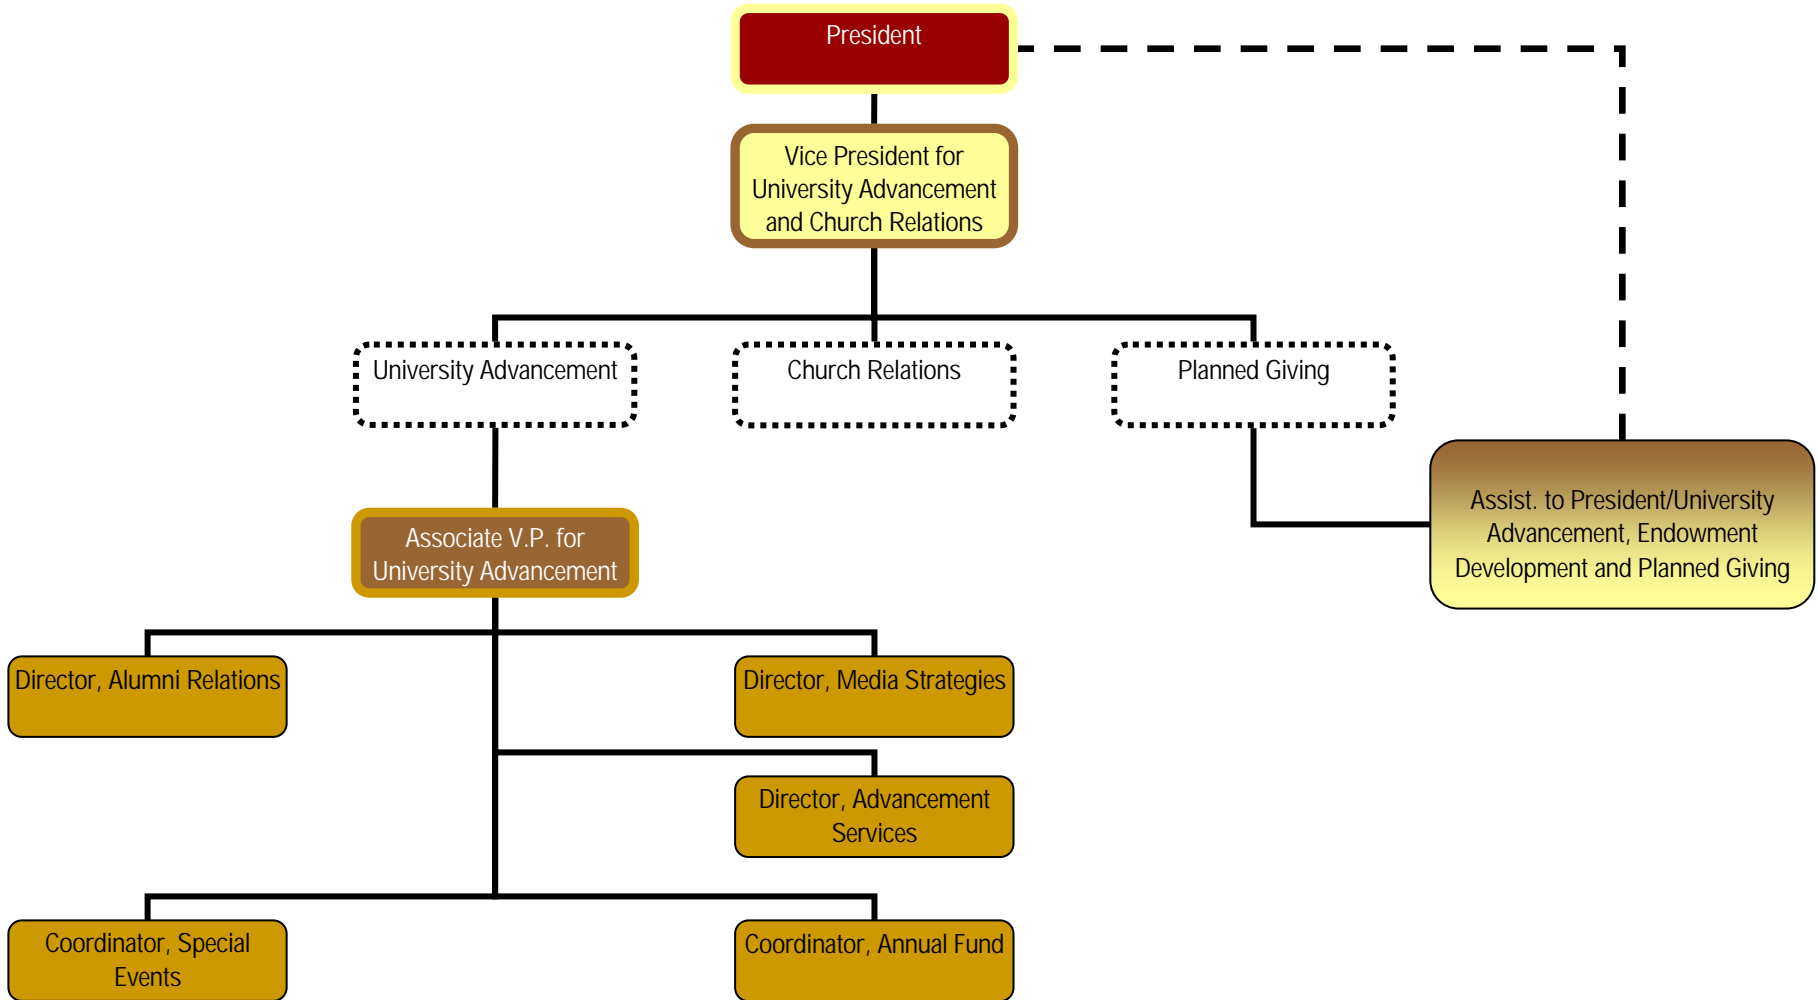 President
Vice President for
University Advancement
and Church Relations
University Advancement
Church Relations
Planned Giving
Assist. to President/University
Advancement, Endowment
Development and Planned Giving
Associate V.P. for
University Advancement
Director, Alumni Relations
Director, Media Strategies
Director, Advancement
Services
Coordinator, Special
Events
Coordinator, Annual Fund